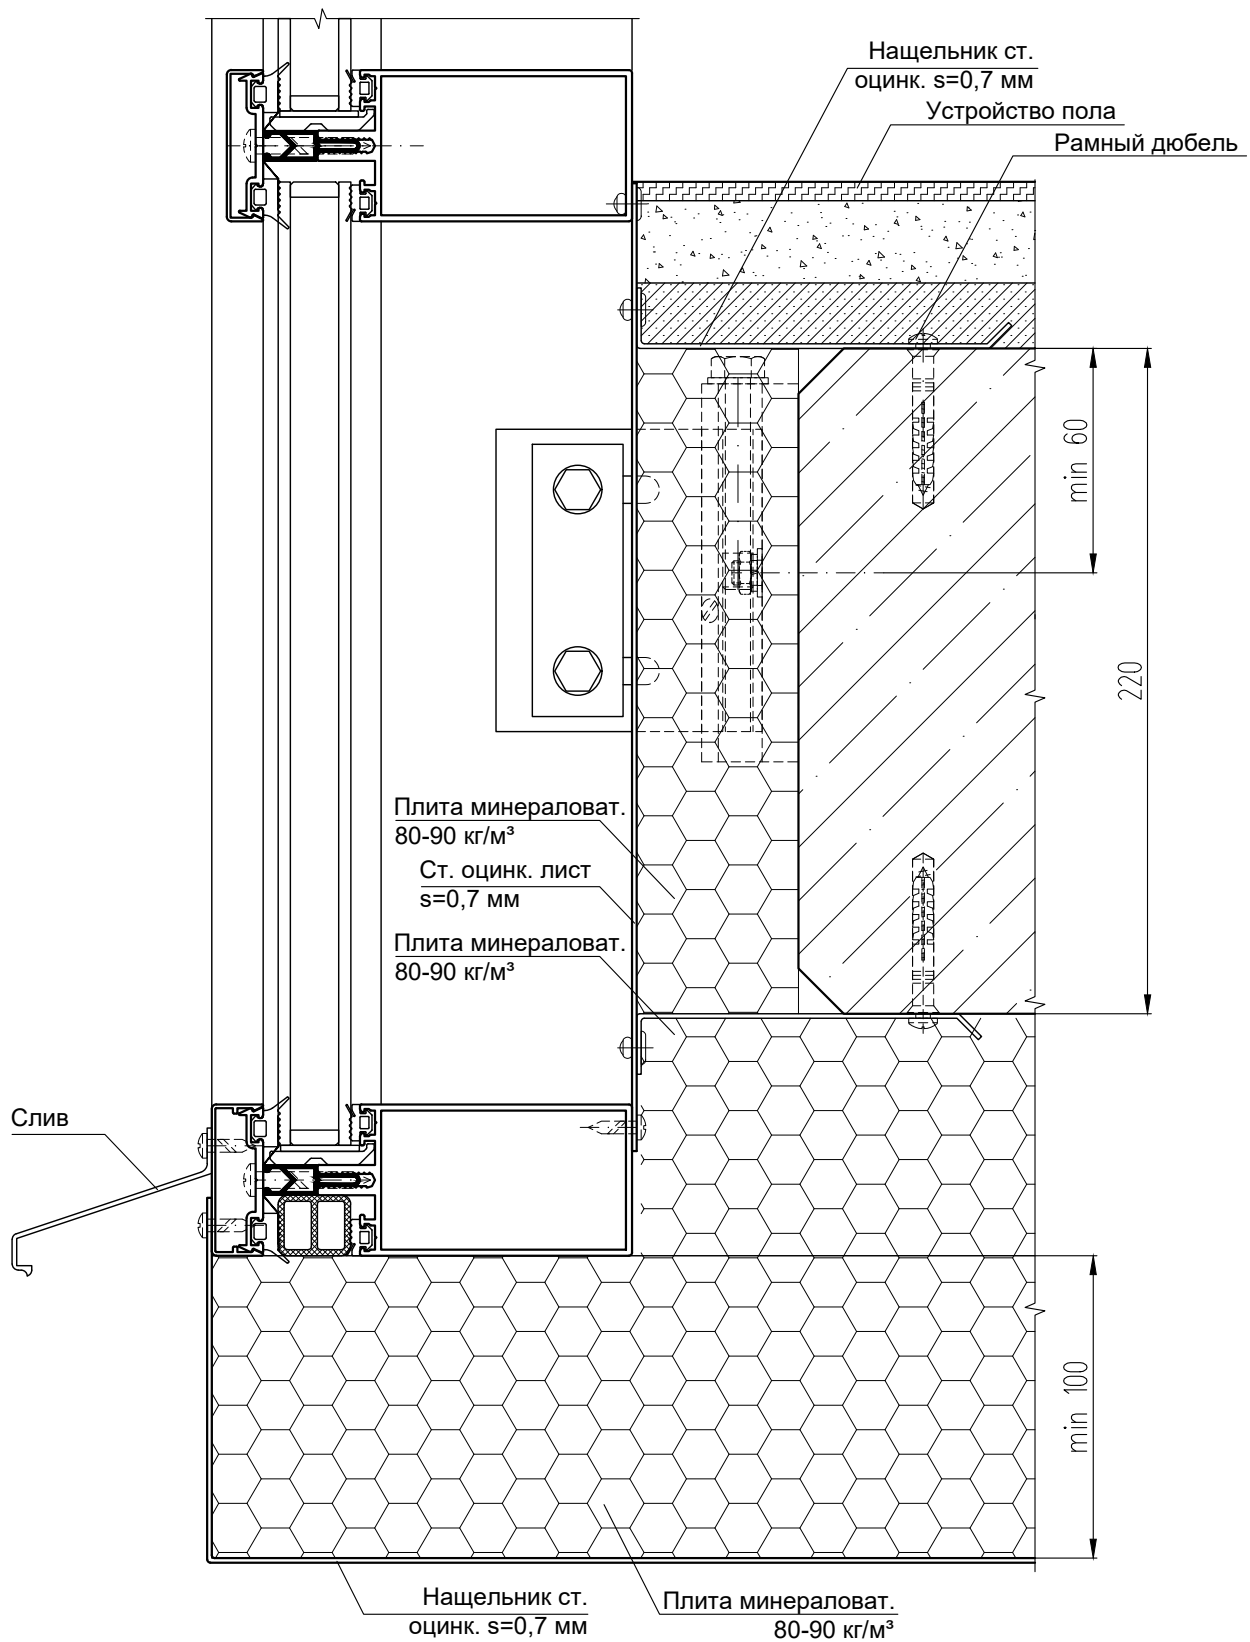 Нащельник ст.
оцинк. s=0,7 мм
Устройство пола
Рамный дюбель
min 60
220
Плита минераловат.
80-90 кг/м³
Ст. оцинк. лист
s=0,7 мм
Плита минераловат.
80-90 кг/м³
Слив
min 100
Нащельник ст.
оцинк. s=0,7 мм
Плита минераловат.
80-90 кг/м³